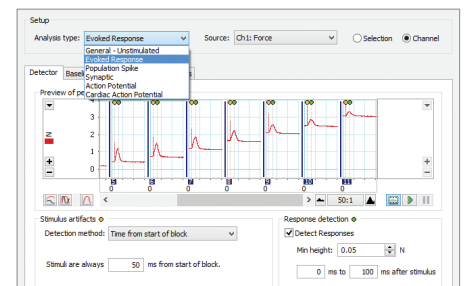 Setup
Analysis type: Evoked Response Source: Ch1: Force Selection Channel
General - Unstimulated
Evoked Response
Population Spike
Synaptic
Action Potential
Cardiac Action Potential
Detector Baseli s
Preview of pe
3
N
2
1
0
5 6 7 8 9 10 11
0 0 0 0 0 0 0
50:1
Stimulus artifacts
Response detection
Detection method: Time from start of block
Detect Responses
Min height: 0.05 N
Stimuli are always 50 ms from start of block.
0 ms to 100 ms after stimulus